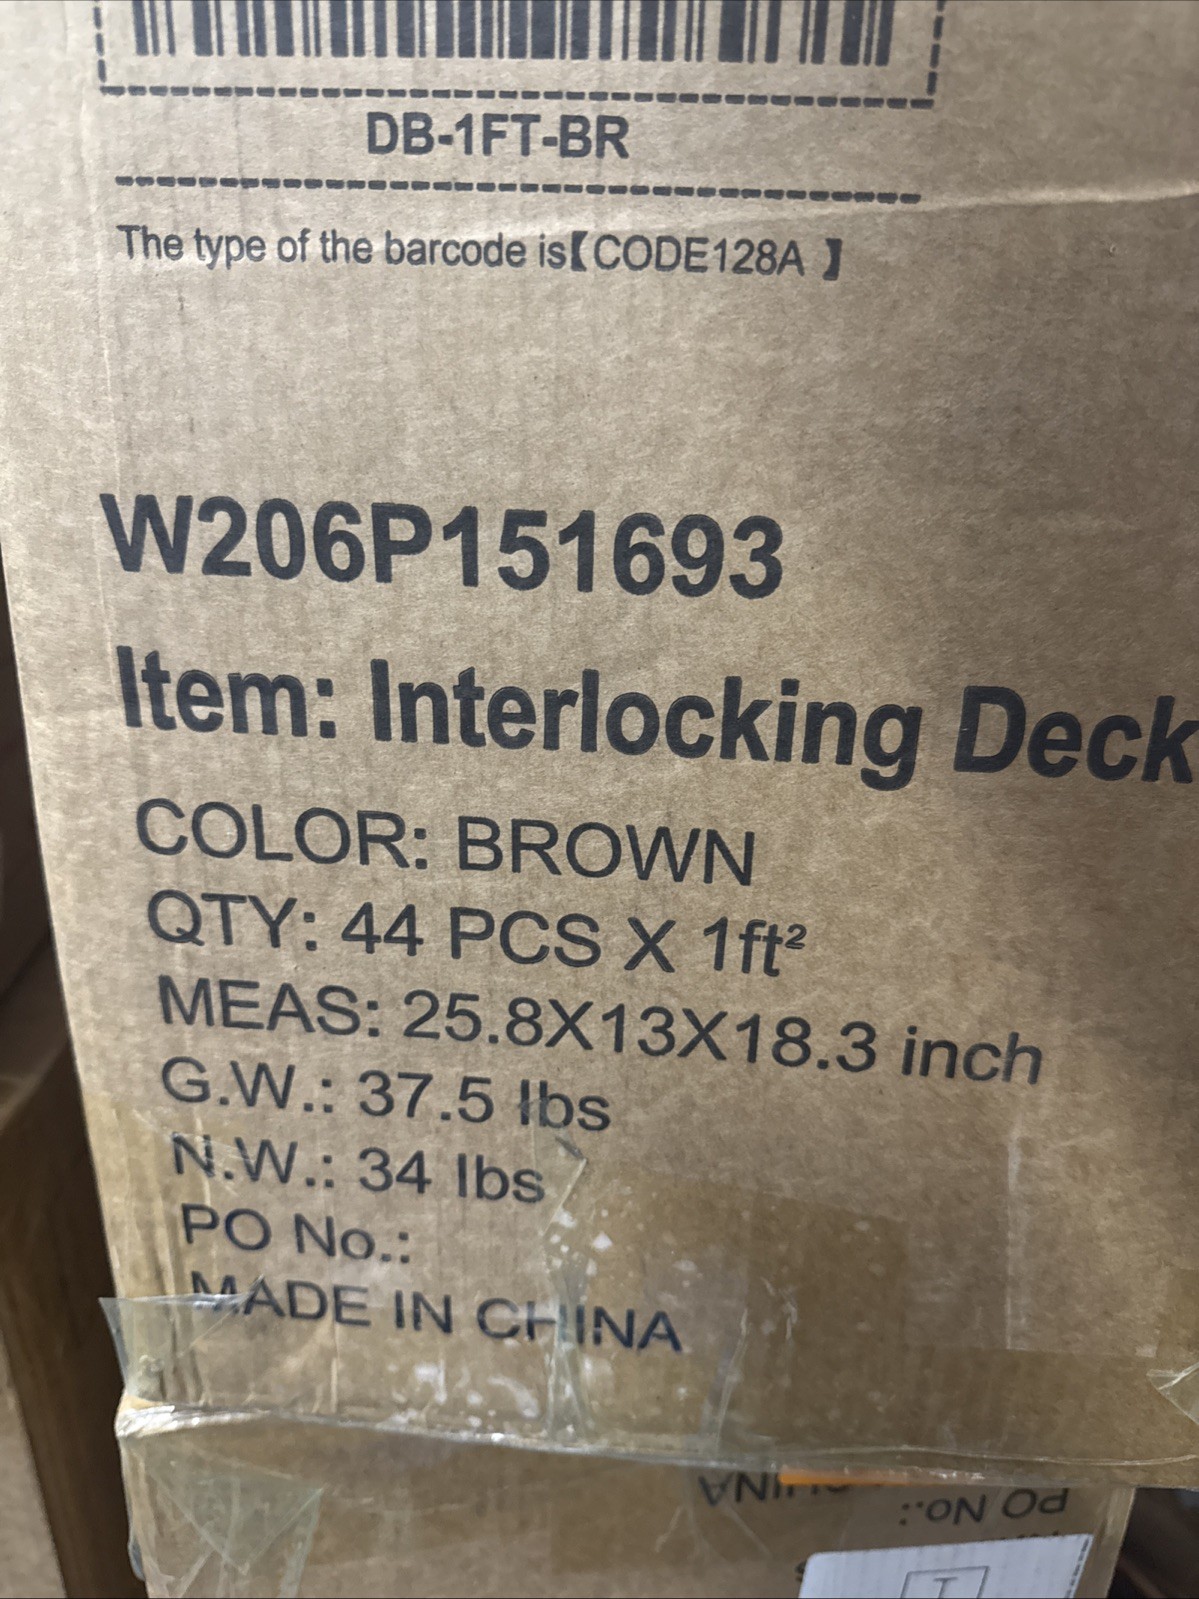 DB-1FT-BR
The type of the barcode is【CODE128A 】
W206P151693
Item: Interlocking Deck
COLOR: BROWN
QTY: 44 PCS X 1ft²
MEAS: 25.8X13X18.3 inch
G.W.: 37.5 lbs
N.W.: 34 lbs
PO No.:
MADE IN CHINA
PO No.: